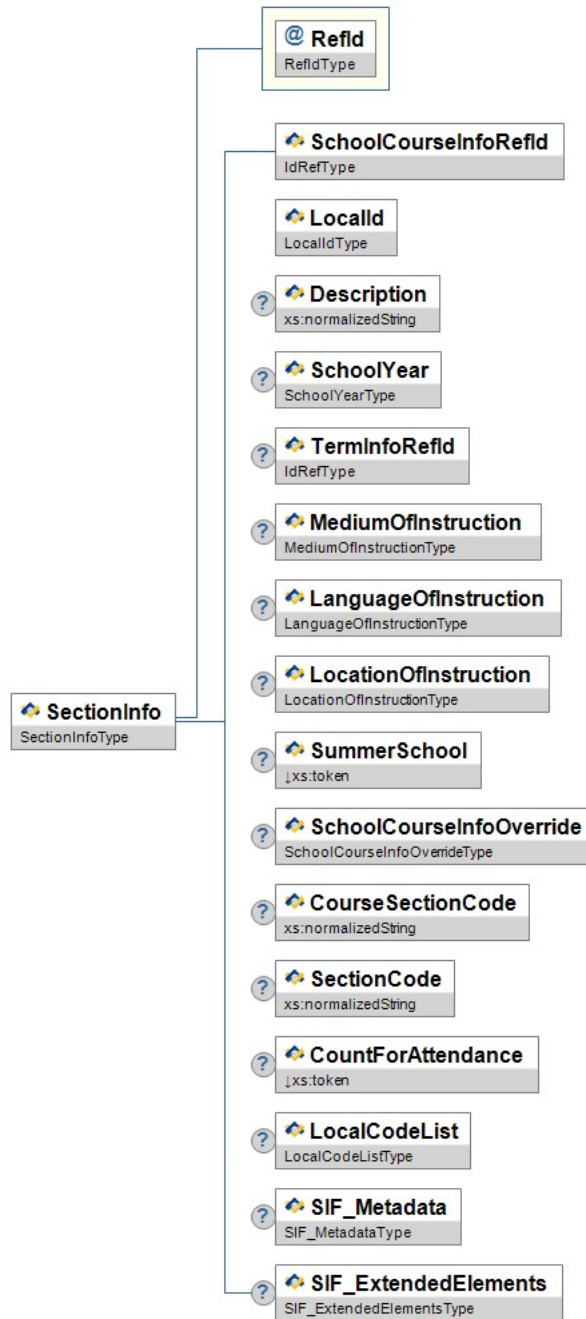 @ RefId
RefIdType
SchoolCourseInfoRefId
IdRefType
LocalId
LocalIdType
? Description
xs:normalizedString
? SchoolYear
SchoolYearType
? TermInfoRefId
IdRefType
? MediumOfInstruction
MediumOfInstructionType
? LanguageOfInstruction
LanguageOfInstructionType
? LocationOfInstruction
LocationOfInstructionType
SectionInfo
SectionInfoType
? SummerSchool
↓xs:token
? SchoolCourseInfoOverride
SchoolCourseInfoOverrideType
? CourseSectionCode
xs:normalizedString
? SectionCode
xs:normalizedString
? CountForAttendance
↓xs:token
? LocalCodeList
LocalCodeListType
? SIF_Metadata
SIF_MetadataType
? SIF_ExtendedElements
SIF_ExtendedElementsType